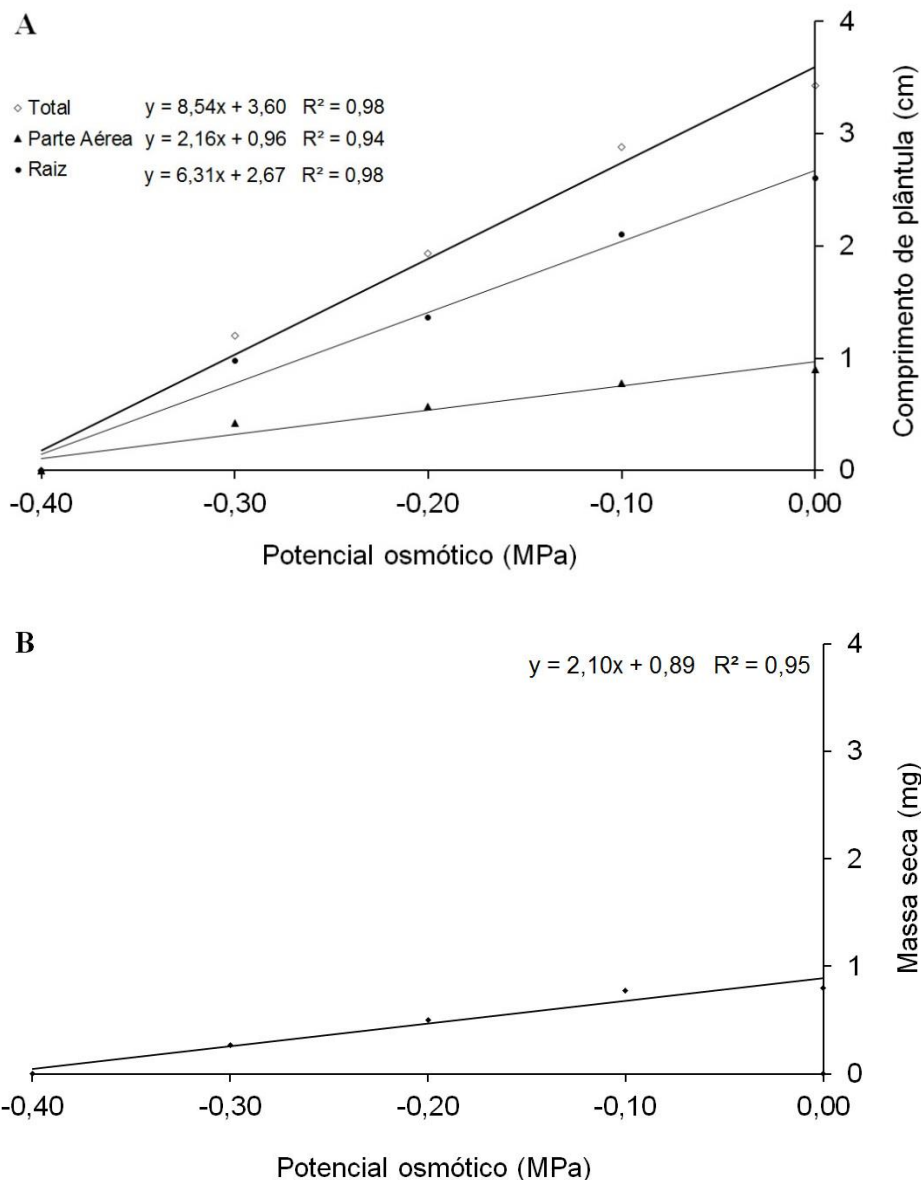 A
4
◇ Total y = 8,54x + 3,60 R² = 0,98
▲ Parte Aérea y = 2,16x + 0,96 R² = 0,94
● Raiz y = 6,31x + 2,67 R² = 0,98
3
2
1
0
Comprimento de plântula (cm)
-0,40 -0,30 -0,20 -0,10 0,00
Potencial osmótico (MPa)
B
4
y = 2,10x + 0,89 R² = 0,95
3
2
1
0
Massa seca (mg)
-0,40 -0,30 -0,20 -0,10 0,00
Potencial osmótico (MPa)